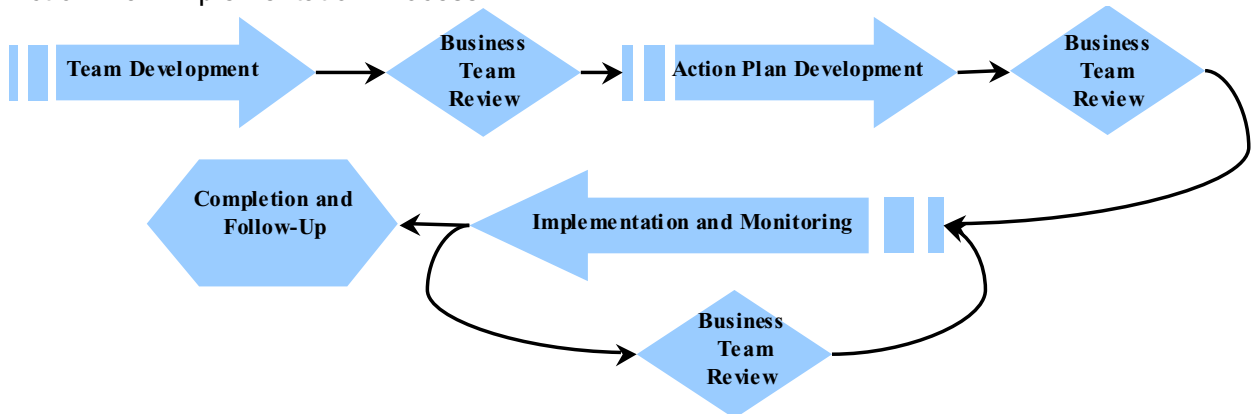 Team Development
Business
Team
Review
Action Plan Development
Business
Team
Review
Completion and
Follow-Up
Implementation and Monitoring
Business
Team
Review